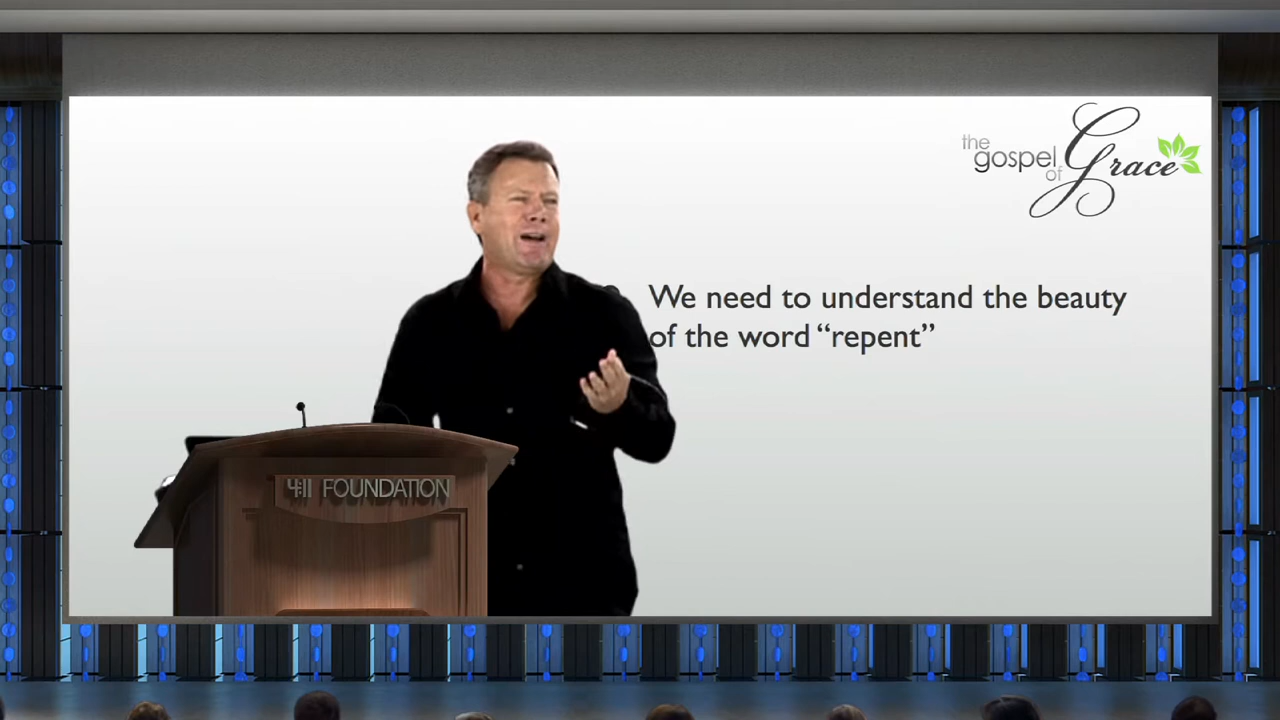 the
gospel
of
Grace
We need to understand the beauty
of the word “repent”
4:11 FOUNDATION